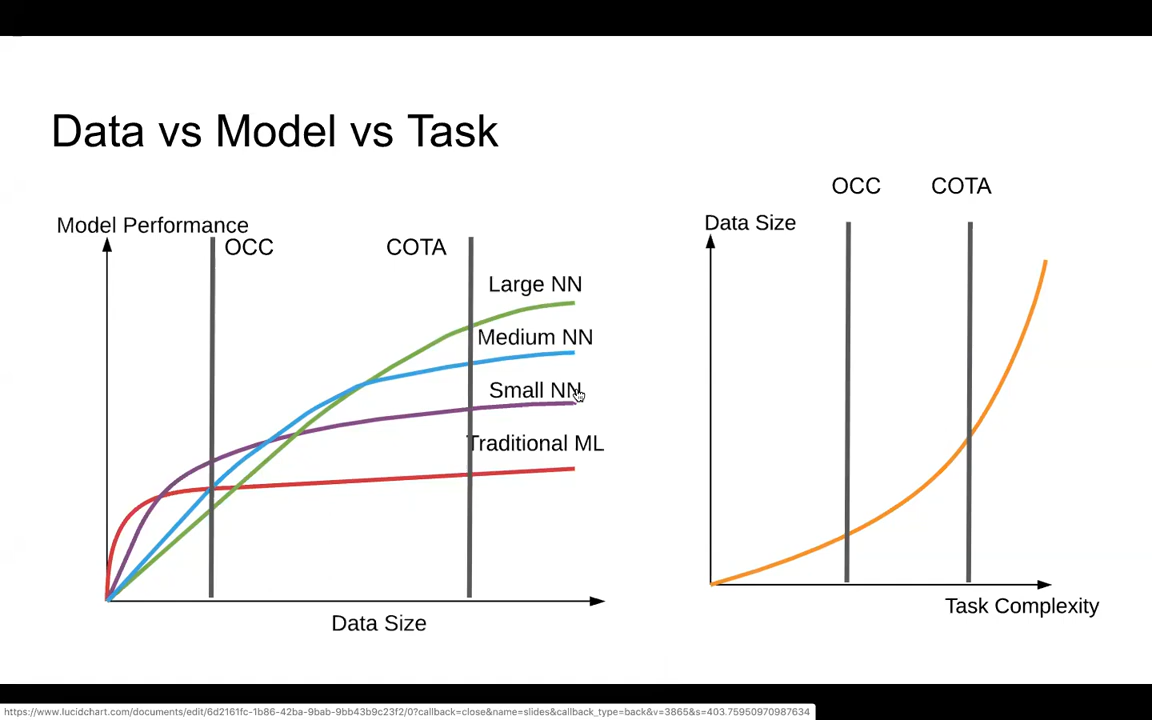 Data vs Model vs Task
Model Performance
OCC
COTA
Large NN
Medium NN
Small NN
Traditional ML
Data Size
OCC
COTA
Data Size
Task Complexity
https://www.lucidchart.com/documents/edit/6d2161fc-1b86-42ba-9bab-9bb43b9c23f2/0?callback=close&name=slides&callback_type=back&v=3865&s=403.75950970987634